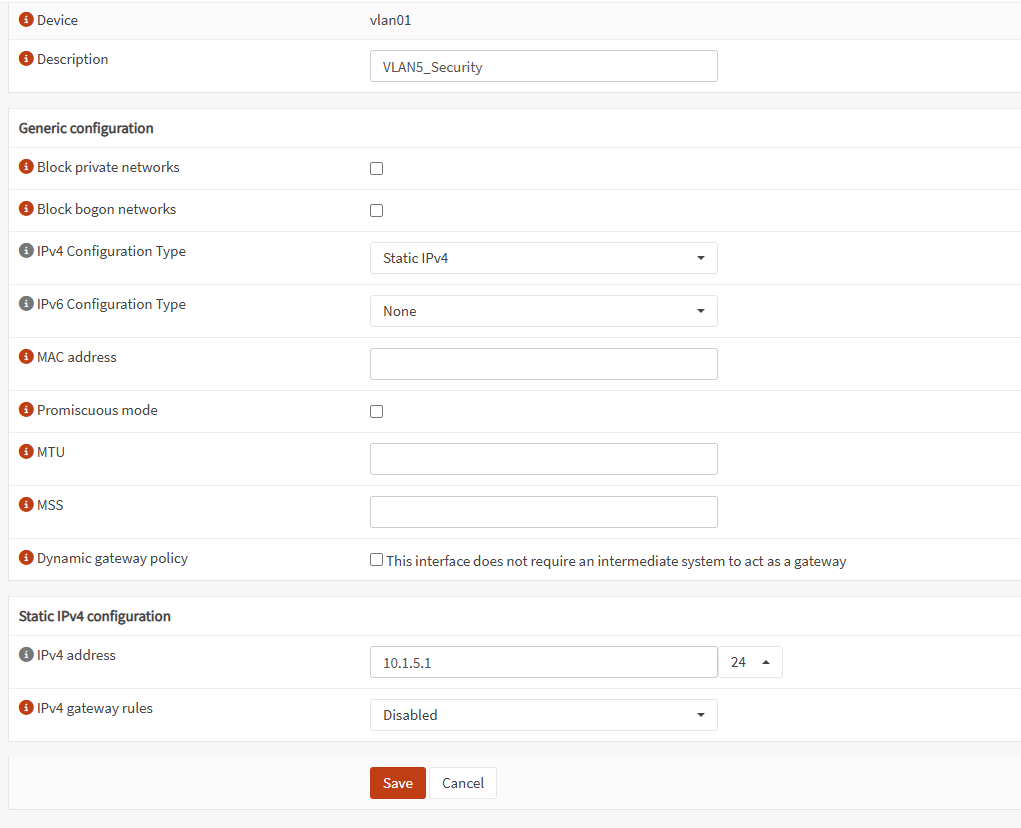 Device vlan01
Description VLAN5_Security
Generic configuration
Block private networks
Block bogon networks
IPv4 Configuration Type Static IPv4
IPv6 Configuration Type None
MAC address
Promiscuous mode
MTU
MSS
Dynamic gateway policy This interface does not require an intermediate system to act as a gateway
Static IPv4 configuration
IPv4 address 10.1.5.1 24
IPv4 gateway rules Disabled
Save Cancel